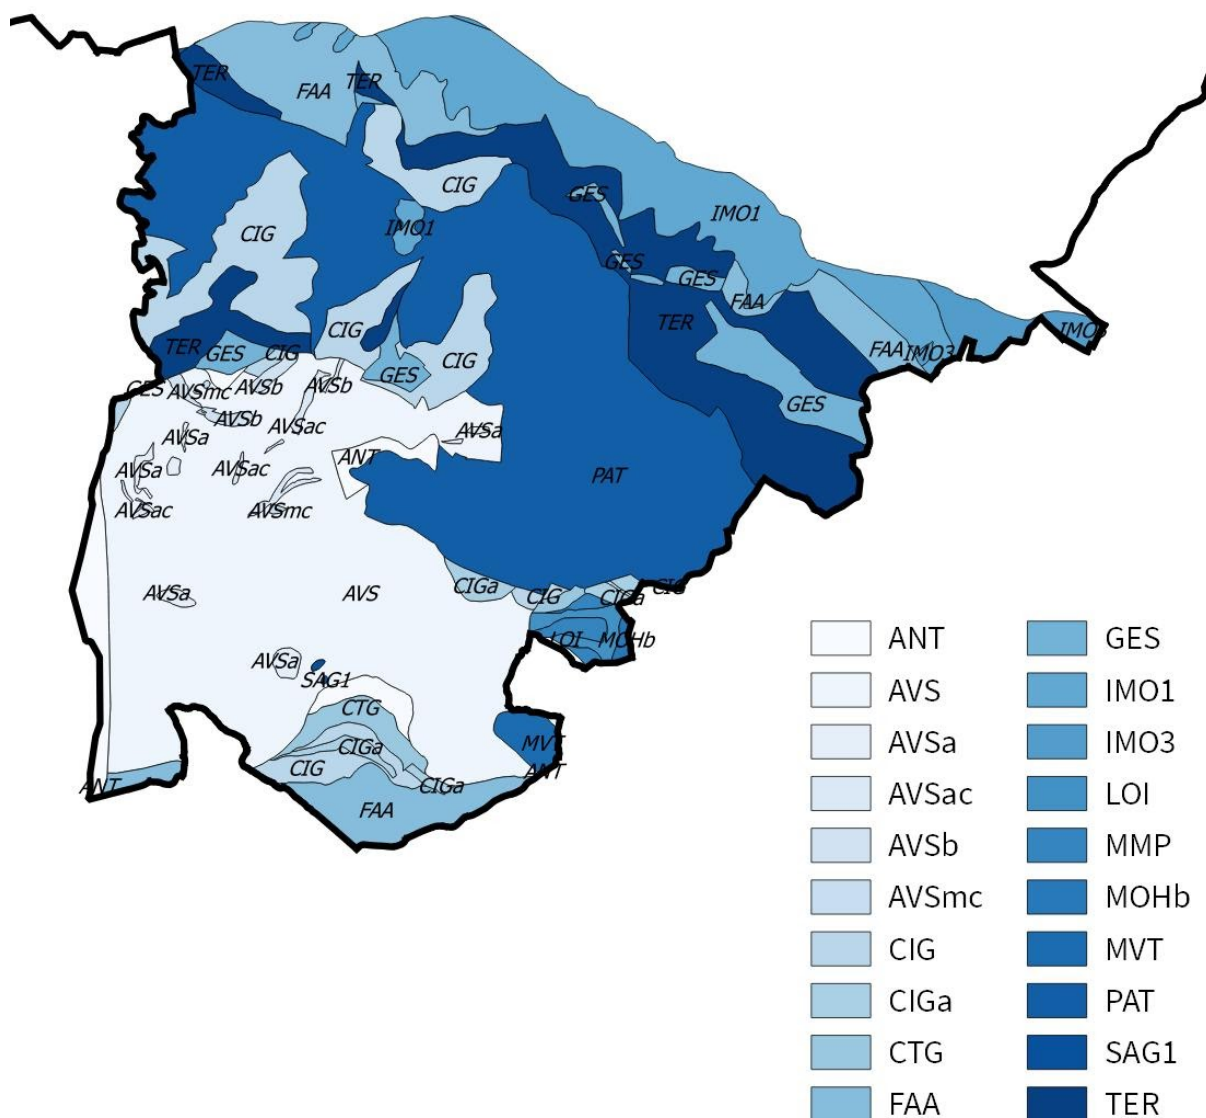 TER
FAA
TER
CIG
GES
CIG
IMO1
IMO1
GES
GES
FAA
TER
CIG
IMO3
TER
GES
CIG
CIG
FAA
IMO3
GES
GES
AVSmc
AVSb
AVSb
GES
AVSb
AVSac
AVSa
AVSa
ANT
AVSa
AVSac
PAT
AVSac
AVSmc
AVSa
AVS
CIGa
CIG
CIGa
CIG
LOI
MOHb
AVSa
SAG1
CTG
CIGa
MVT
CIG
ANT
CIGa
ANT
FAA
ANT GES
AVS IMO1
AVSa IMO3
AVSac LOI
AVSb MMP
AVSmc MOHb
CIG MVT
CIGa PAT
CTG SAG1
FAA TER